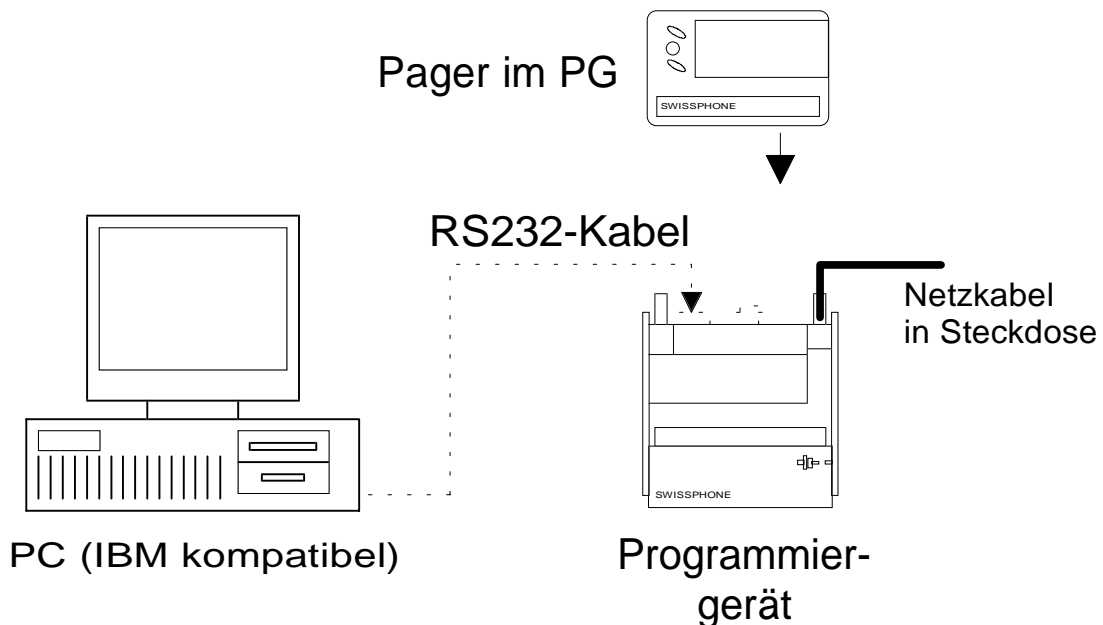 Pager im PG
SWISSPHONE
RS232-Kabel
Netzkabel
in Steckdose
SWISSPHONE
PC (IBM kompatibel)
Programmier-
gerät